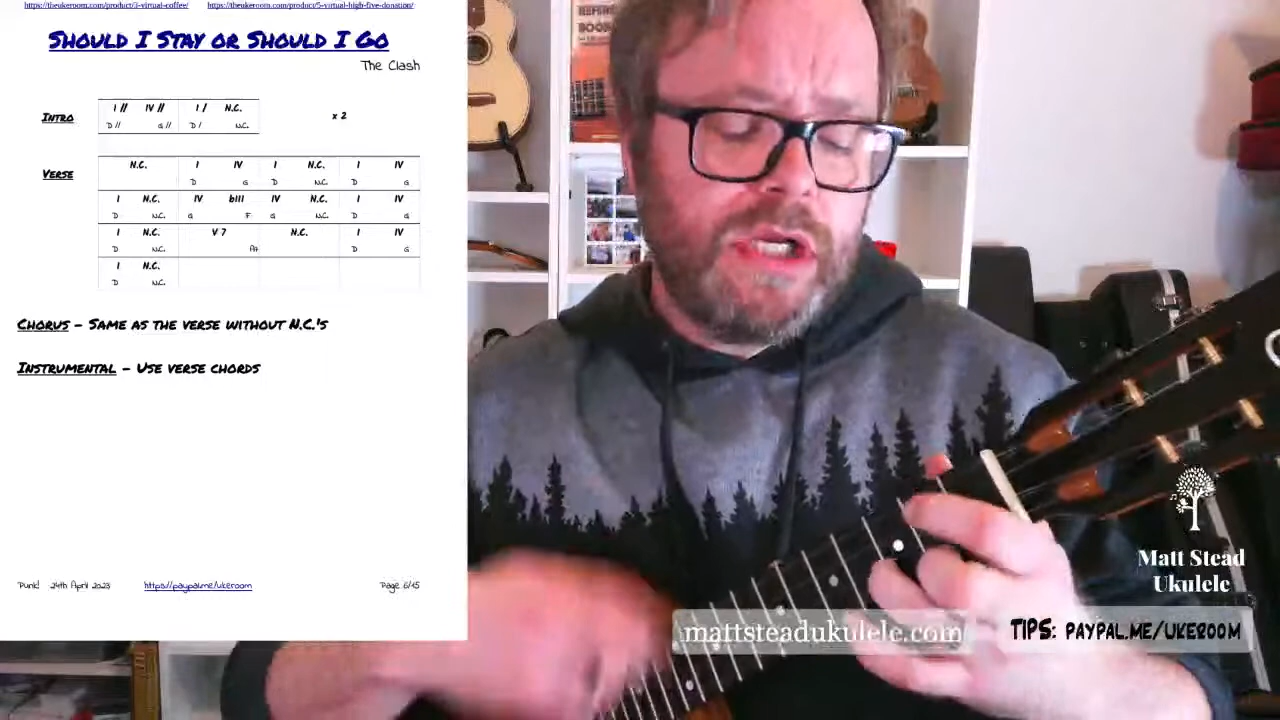 https://theukeroom.com/product/3-virtual-coffee/ https://theukeroom.com/product/5-virtual-high-five-donation/
Should I Stay or Should I Go
The Clash
Intro
I // IV // I / N.C.
D // G // D / N.C.
x 2
Verse
N.C. I IV I N.C. I IV
D G D N.C. D G
I N.C. IV bIII IV N.C. I IV
D N.C. G F G N.C. D G
I N.C. V 7 N.C. I IV
D N.C. A7 D G
I N.C.
D N.C.
Chorus – Same as the verse without N.C.'s
Instrumental – Use verse chords
Punk! 24th April 2023 https://paypal.me/ukeroom Page 6/45
Matt Stead
Ukulele
mattsteadukulele.com
TIPS: PAYPAL.ME/UKEROOM